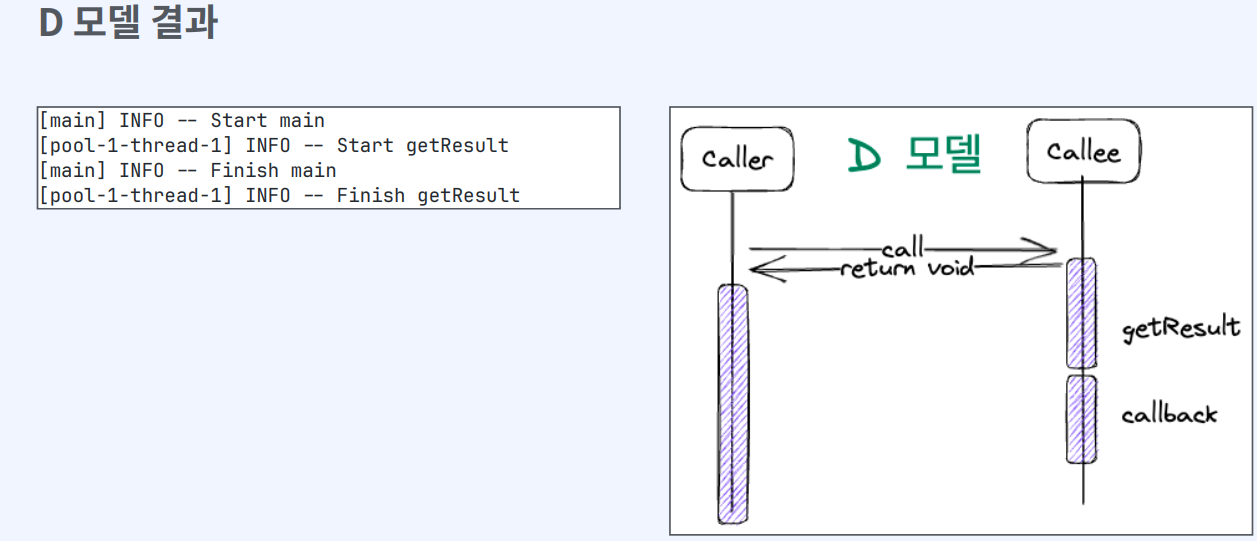 D 모델 결과
[main] INFO -- Start main
[pool-1-thread-1] INFO -- Start getResult
[main] INFO -- Finish main
[pool-1-thread-1] INFO -- Finish getResult
Caller
D 모델
Callee
call
return void
getResult
callback